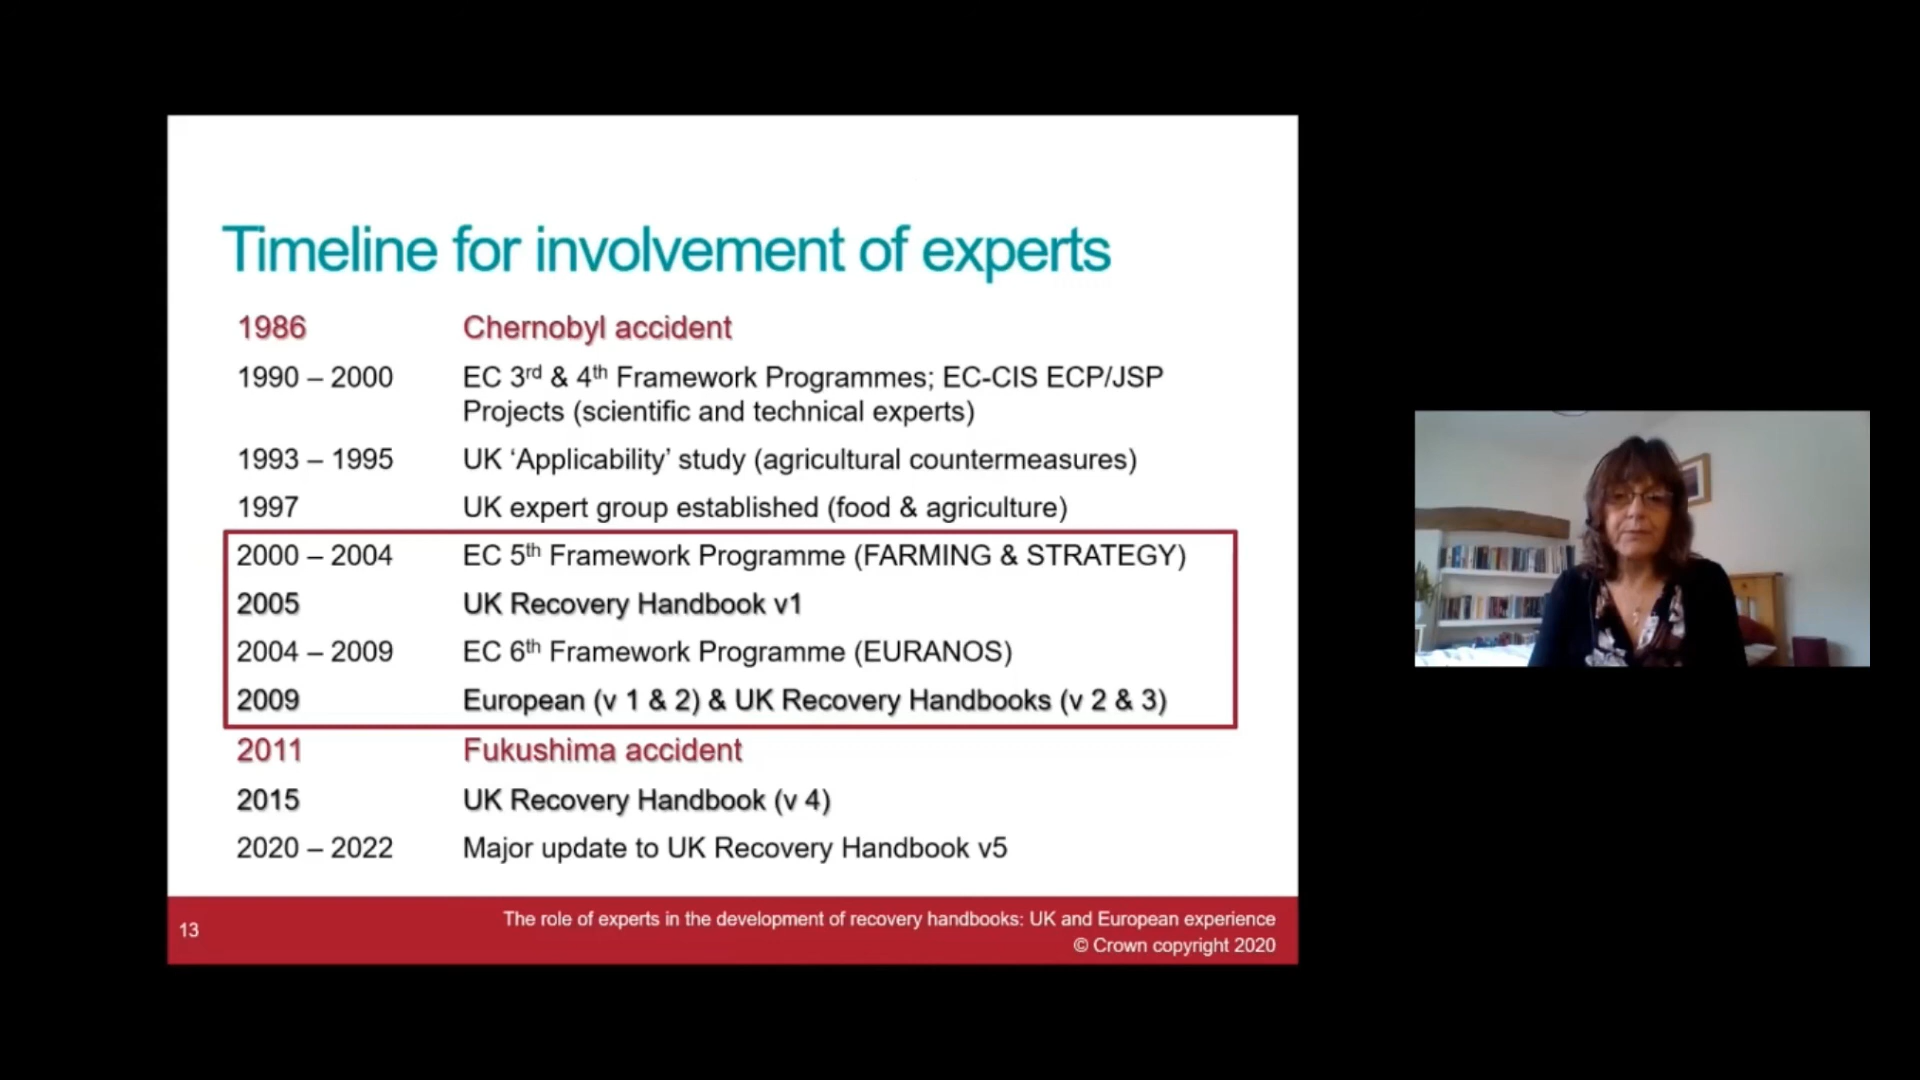 Timeline for involvement of experts
1986 Chernobyl accident
1990 – 2000 EC 3rd & 4th Framework Programmes; EC-CIS ECP/JSP
Projects (scientific and technical experts)
1993 – 1995 UK ‘Applicability’ study (agricultural countermeasures)
1997 UK expert group established (food & agriculture)
2000 – 2004 EC 5th Framework Programme (FARMING & STRATEGY)
2005 UK Recovery Handbook v1
2004 – 2009 EC 6th Framework Programme (EURANOS)
2009 European (v 1 & 2) & UK Recovery Handbooks (v 2 & 3)
2011 Fukushima accident
2015 UK Recovery Handbook (v 4)
2020 – 2022 Major update to UK Recovery Handbook v5
13 The role of experts in the development of recovery handbooks: UK and European experience
© Crown copyright 2020